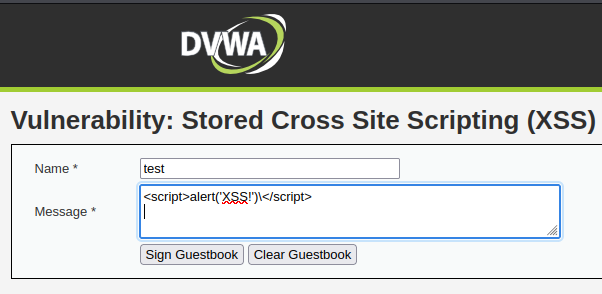 DVWA
Vulnerability: Stored Cross Site Scripting (XSS)
Name * test
Message * <script>alert('XSS!')\</script>
Sign Guestbook Clear Guestbook